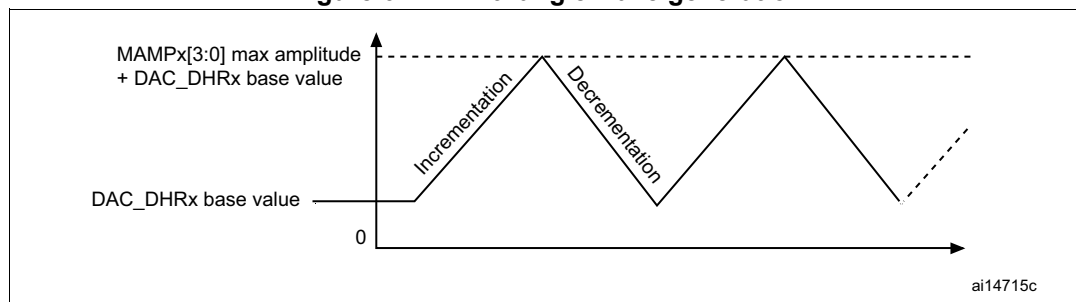 MAMPx[3:0] max amplitude
+ DAC_DHRx base value
Incrementation
Decrementation
DAC_DHRx base value
0
ai14715c